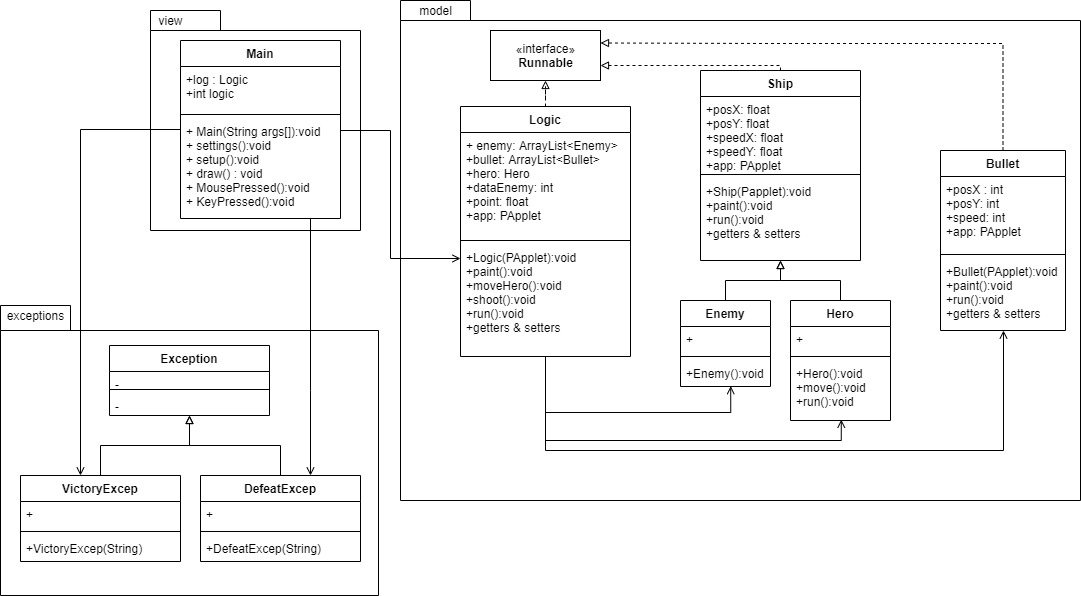 view
Main
+log : Logic
+int logic
+ Main(String args[]):void
+ settings():void
+ setup():void
+ draw() : void
+ MousePressed():void
+ KeyPressed():void
model
«interface»
Runnable
Logic
+ enemy: ArrayList<Enemy>
+bullet: ArrayList<Bullet>
+hero: Hero
+dataEnemy: int
+point: float
+app: PApplet
+Logic(PApplet):void
+paint():void
+moveHero():void
+shoot():void
+run():void
+getters & setters
Ship
+posX: float
+posY: float
+speedX: float
+speedY: float
+app: PApplet
+Ship(Papplet):void
+paint():void
+run():void
+getters & setters
Bullet
+posX : int
+posY: int
+speed: int
+app: PApplet
+Bullet(PApplet):void
+paint():void
+run():void
+getters & setters
Enemy
+
+Enemy():void
Hero
+
+Hero():void
+move():void
+run():void
exceptions
Exception
-
-
VictoryExcep
+
+VictoryExcep(String)
DefeatExcep
+
+DefeatExcep(String)